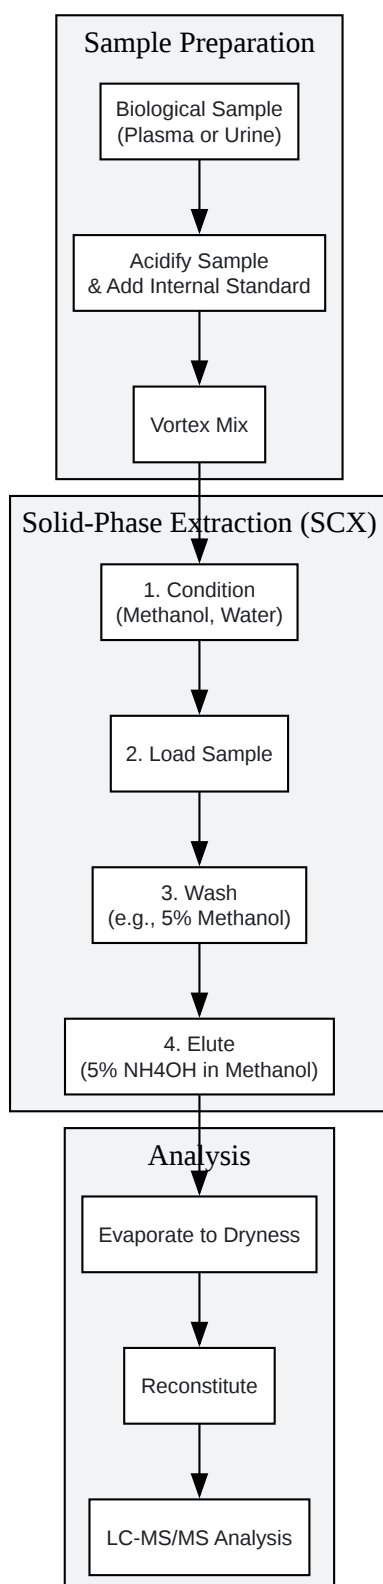 Sample Preparation
Biological Sample
(Plasma or Urine)
Acidify Sample
& Add Internal Standard
Vortex Mix
Solid-Phase Extraction (SCX)
1. Condition
(Methanol, Water)
2. Load Sample
3. Wash
(e.g., 5% Methanol)
4. Elute
(5% NH4OH in Methanol)
Analysis
Evaporate to Dryness
Reconstitute
LC-MS/MS Analysis